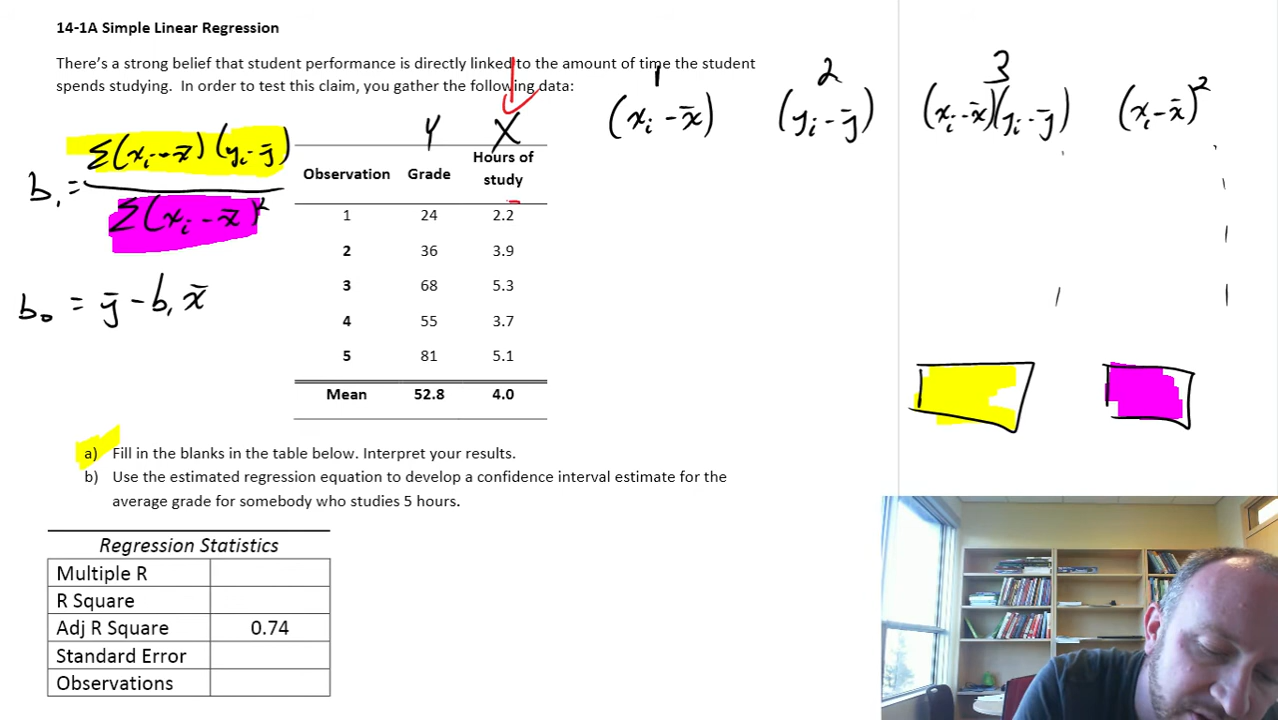 14-1A Simple Linear Regression
There's a strong belief that student performance is directly linked to the amount of time the student
spends studying. In order to test this claim, you gather the following data:
1 2 3
(xᵢ - x̄) (yᵢ - ȳ) (xᵢ - x̄)(yᵢ - ȳ) (xᵢ - x̄)²
b₁ = Σ(xᵢ - x̄)(yᵢ - ȳ)
Σ(xᵢ - x̄)²
b₀ = ȳ - b₁ x̄
Y X
Observation Grade Hours of study
1 24 2.2
2 36 3.9
3 68 5.3
4 55 3.7
5 81 5.1
Mean 52.8 4.0
a) Fill in the blanks in the table below. Interpret your results.
b) Use the estimated regression equation to develop a confidence interval estimate for the
average grade for somebody who studies 5 hours.
Regression Statistics
Multiple R
R Square
Adj R Square 0.74
Standard Error
Observations